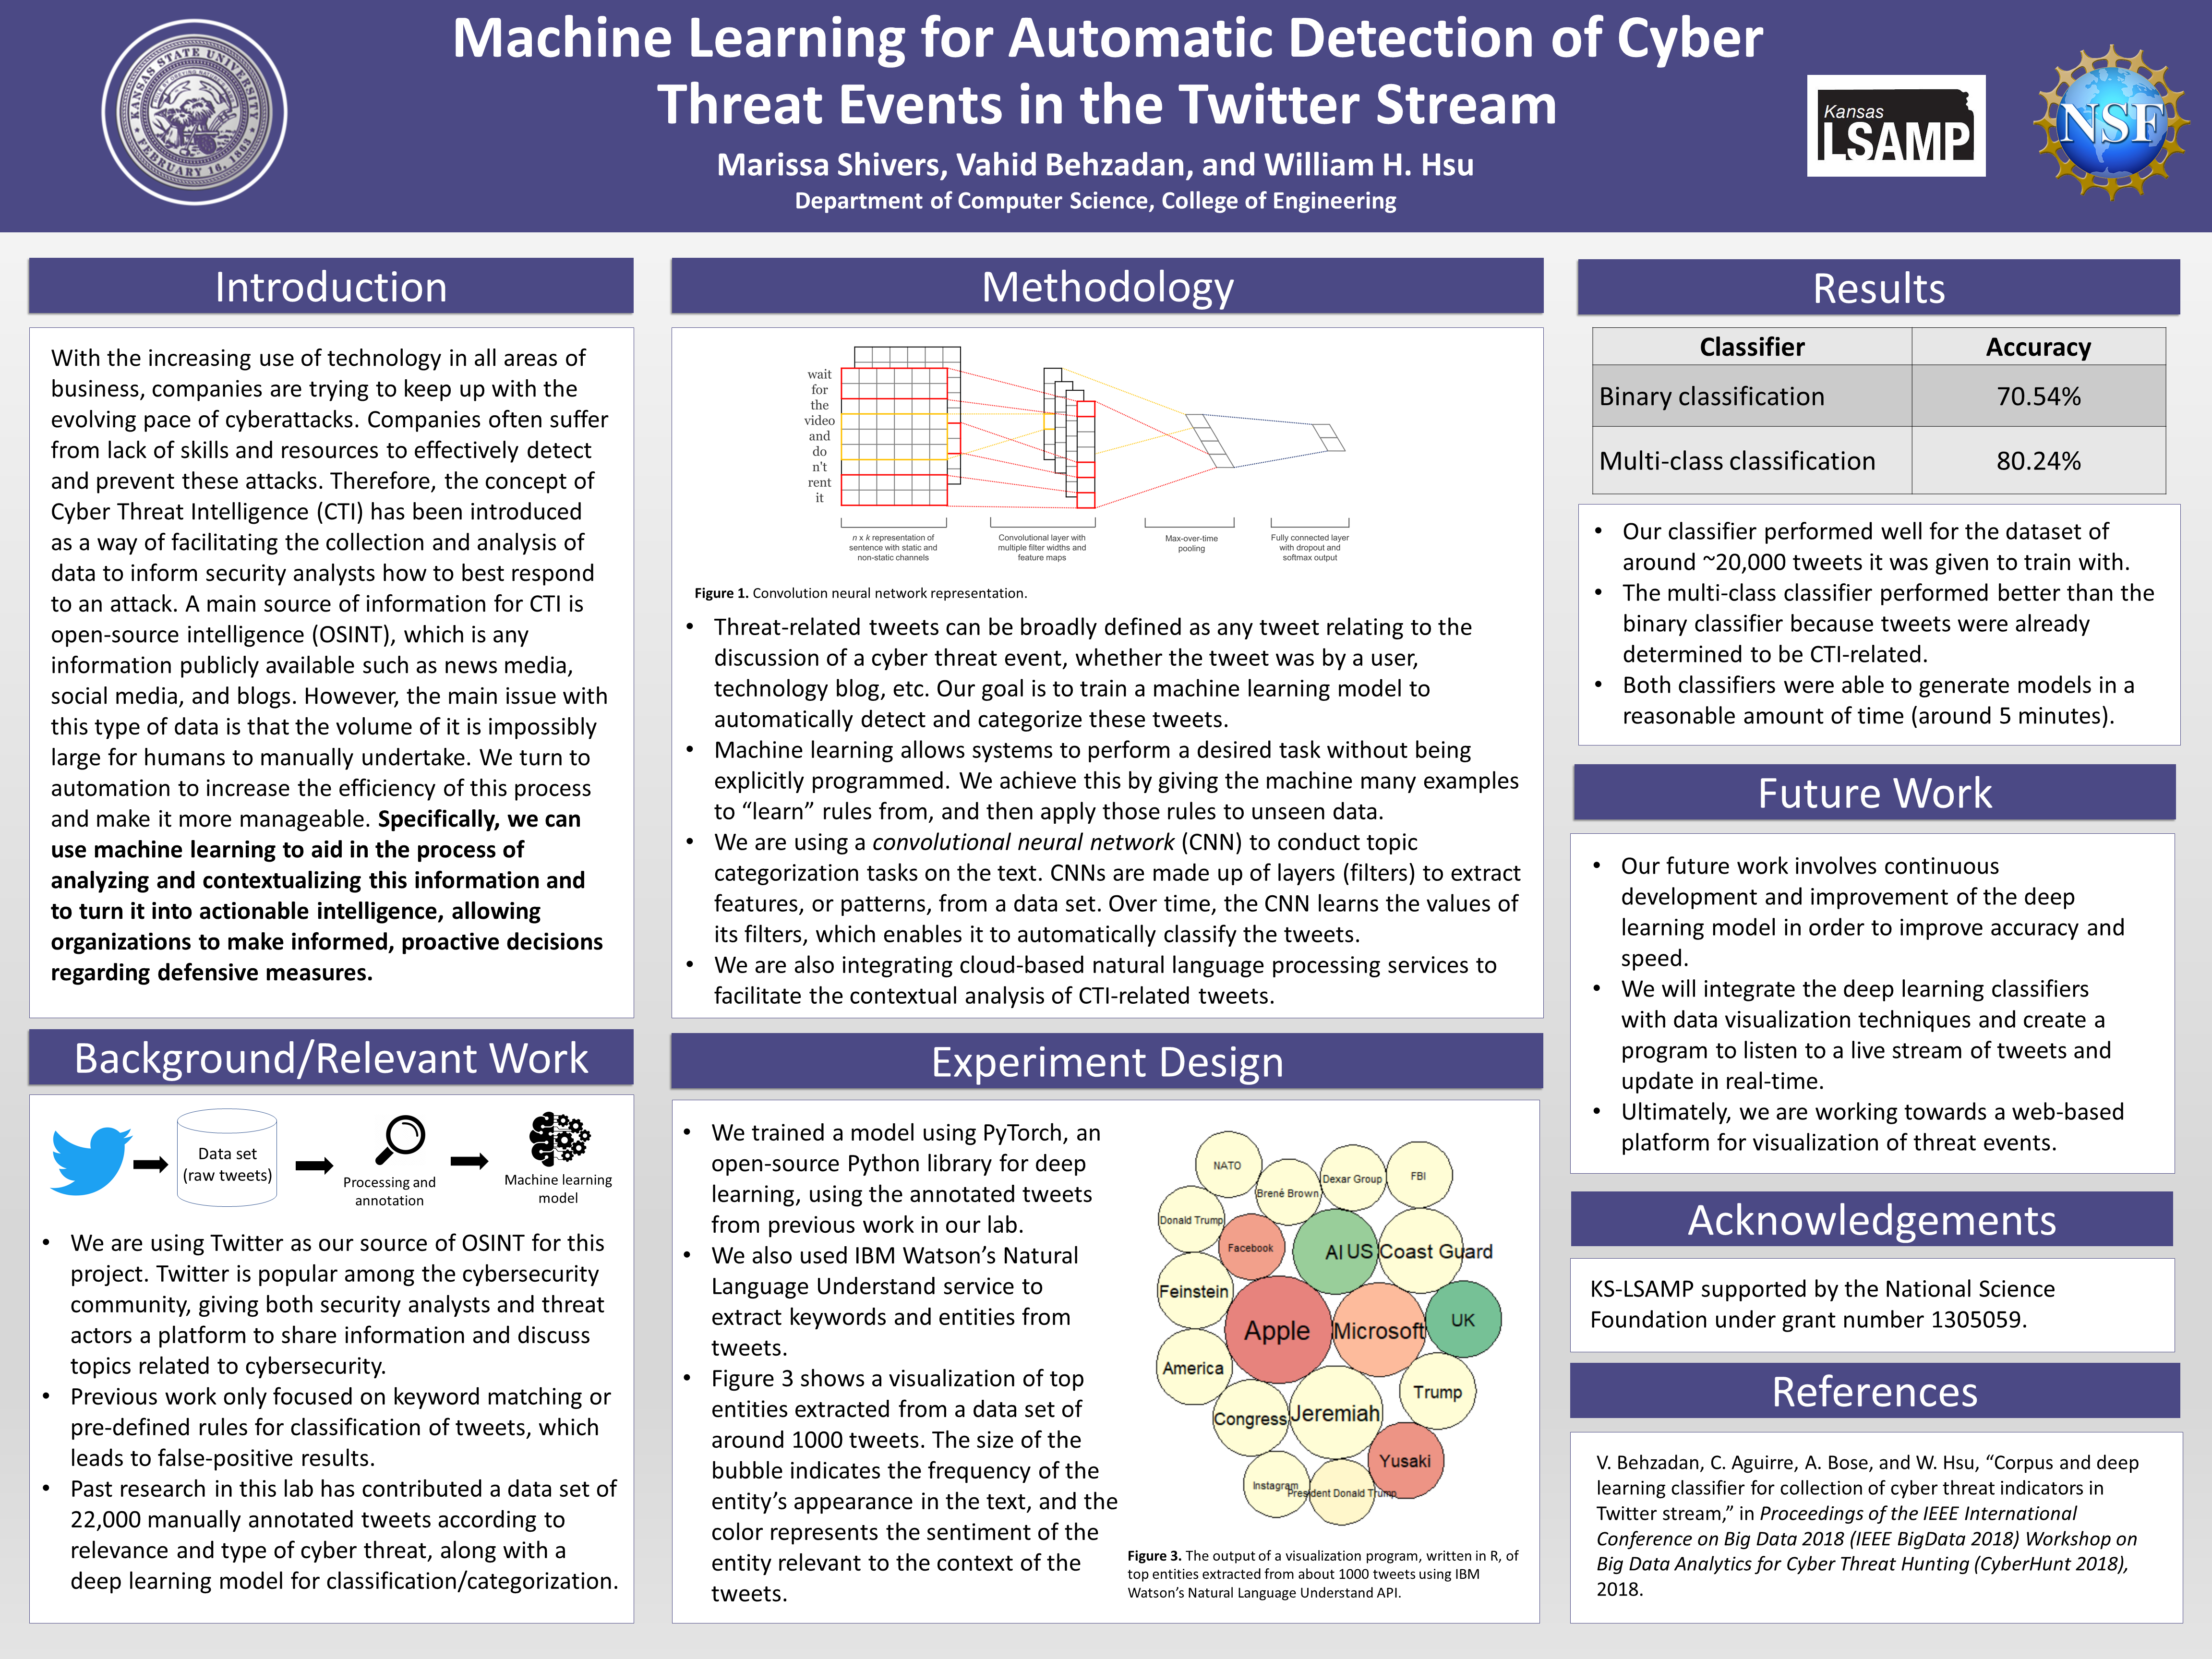 Machine Learning for Automatic Detection of Cyber
Threat Events in the Twitter Stream
Marissa Shivers, Vahid Behzadan, and William H. Hsu
Department of Computer Science, College of Engineering
KANSAS STATE UNIVERSITY
FEBRUARY 16, 1863
Kansas
LSAMP
NSF
Introduction
With the increasing use of technology in all areas of
business, companies are trying to keep up with the
evolving pace of cyberattacks. Companies often suffer
from lack of skills and resources to effectively detect
and prevent these attacks. Therefore, the concept of
Cyber Threat Intelligence (CTI) has been introduced
as a way of facilitating the collection and analysis of
data to inform security analysts how to best respond
to an attack. A main source of information for CTI is
open-source intelligence (OSINT), which is any
information publicly available such as news media,
social media, and blogs. However, the main issue with
this type of data is that the volume of it is impossibly
large for humans to manually undertake. We turn to
automation to increase the efficiency of this process
and make it more manageable. Specifically, we can
use machine learning to aid in the process of
analyzing and contextualizing this information and
to turn it into actionable intelligence, allowing
organizations to make informed, proactive decisions
regarding defensive measures.
Background/Relevant Work
Data set
(raw tweets)
Processing and
annotation
Machine learning
model
• We are using Twitter as our source of OSINT for this
project. Twitter is popular among the cybersecurity
community, giving both security analysts and threat
actors a platform to share information and discuss
topics related to cybersecurity.
• Previous work only focused on keyword matching or
pre-defined rules for classification of tweets, which
leads to false-positive results.
• Past research in this lab has contributed a data set of
22,000 manually annotated tweets according to
relevance and type of cyber threat, along with a
deep learning model for classification/categorization.
Methodology
wait
for
the
video
and
do
n't
rent
it
n x k representation of
sentence with static and
non-static channels
Convolutional layer with
multiple filter widths and
feature maps
Max-over-time
pooling
Fully connected layer
with dropout and
softmax output
Figure 1. Convolution neural network representation.
• Threat-related tweets can be broadly defined as any tweet relating to the
discussion of a cyber threat event, whether the tweet was by a user,
technology blog, etc. Our goal is to train a machine learning model to
automatically detect and categorize these tweets.
• Machine learning allows systems to perform a desired task without being
explicitly programmed. We achieve this by giving the machine many examples
to “learn” rules from, and then apply those rules to unseen data.
• We are using a convolutional neural network (CNN) to conduct topic
categorization tasks on the text. CNNs are made up of layers (filters) to extract
features, or patterns, from a data set. Over time, the CNN learns the values of
its filters, which enables it to automatically classify the tweets.
• We are also integrating cloud-based natural language processing services to
facilitate the contextual analysis of CTI-related tweets.
Experiment Design
• We trained a model using PyTorch, an
open-source Python library for deep
learning, using the annotated tweets
from previous work in our lab.
• We also used IBM Watson’s Natural
Language Understand service to
extract keywords and entities from
tweets.
• Figure 3 shows a visualization of top
entities extracted from a data set of
around 1000 tweets. The size of the
bubble indicates the frequency of the
entity’s appearance in the text, and the
color represents the sentiment of the
entity relevant to the context of the
tweets.
NATO
Brené Brown
Dexar Group
FBI
Donald Trump
Facebook
AI US
Coast Guard
Feinstein
Apple
Microsoft
UK
America
Trump
Congress
Jeremiah
Yusaki
Instagram
President Donald Trump
Figure 3. The output of a visualization program, written in R, of
top entities extracted from about 1000 tweets using IBM
Watson’s Natural Language Understand API.
Results
Classifier Accuracy
Binary classification 70.54%
Multi-class classification 80.24%
• Our classifier performed well for the dataset of
around ~20,000 tweets it was given to train with.
• The multi-class classifier performed better than the
binary classifier because tweets were already
determined to be CTI-related.
• Both classifiers were able to generate models in a
reasonable amount of time (around 5 minutes).
Future Work
• Our future work involves continuous
development and improvement of the deep
learning model in order to improve accuracy and
speed.
• We will integrate the deep learning classifiers
with data visualization techniques and create a
program to listen to a live stream of tweets and
update in real-time.
• Ultimately, we are working towards a web-based
platform for visualization of threat events.
Acknowledgements
KS-LSAMP supported by the National Science
Foundation under grant number 1305059.
References
V. Behzadan, C. Aguirre, A. Bose, and W. Hsu, “Corpus and deep
learning classifier for collection of cyber threat indicators in
Twitter stream,” in Proceedings of the IEEE International
Conference on Big Data 2018 (IEEE BigData 2018) Workshop on
Big Data Analytics for Cyber Threat Hunting (CyberHunt 2018),
2018.